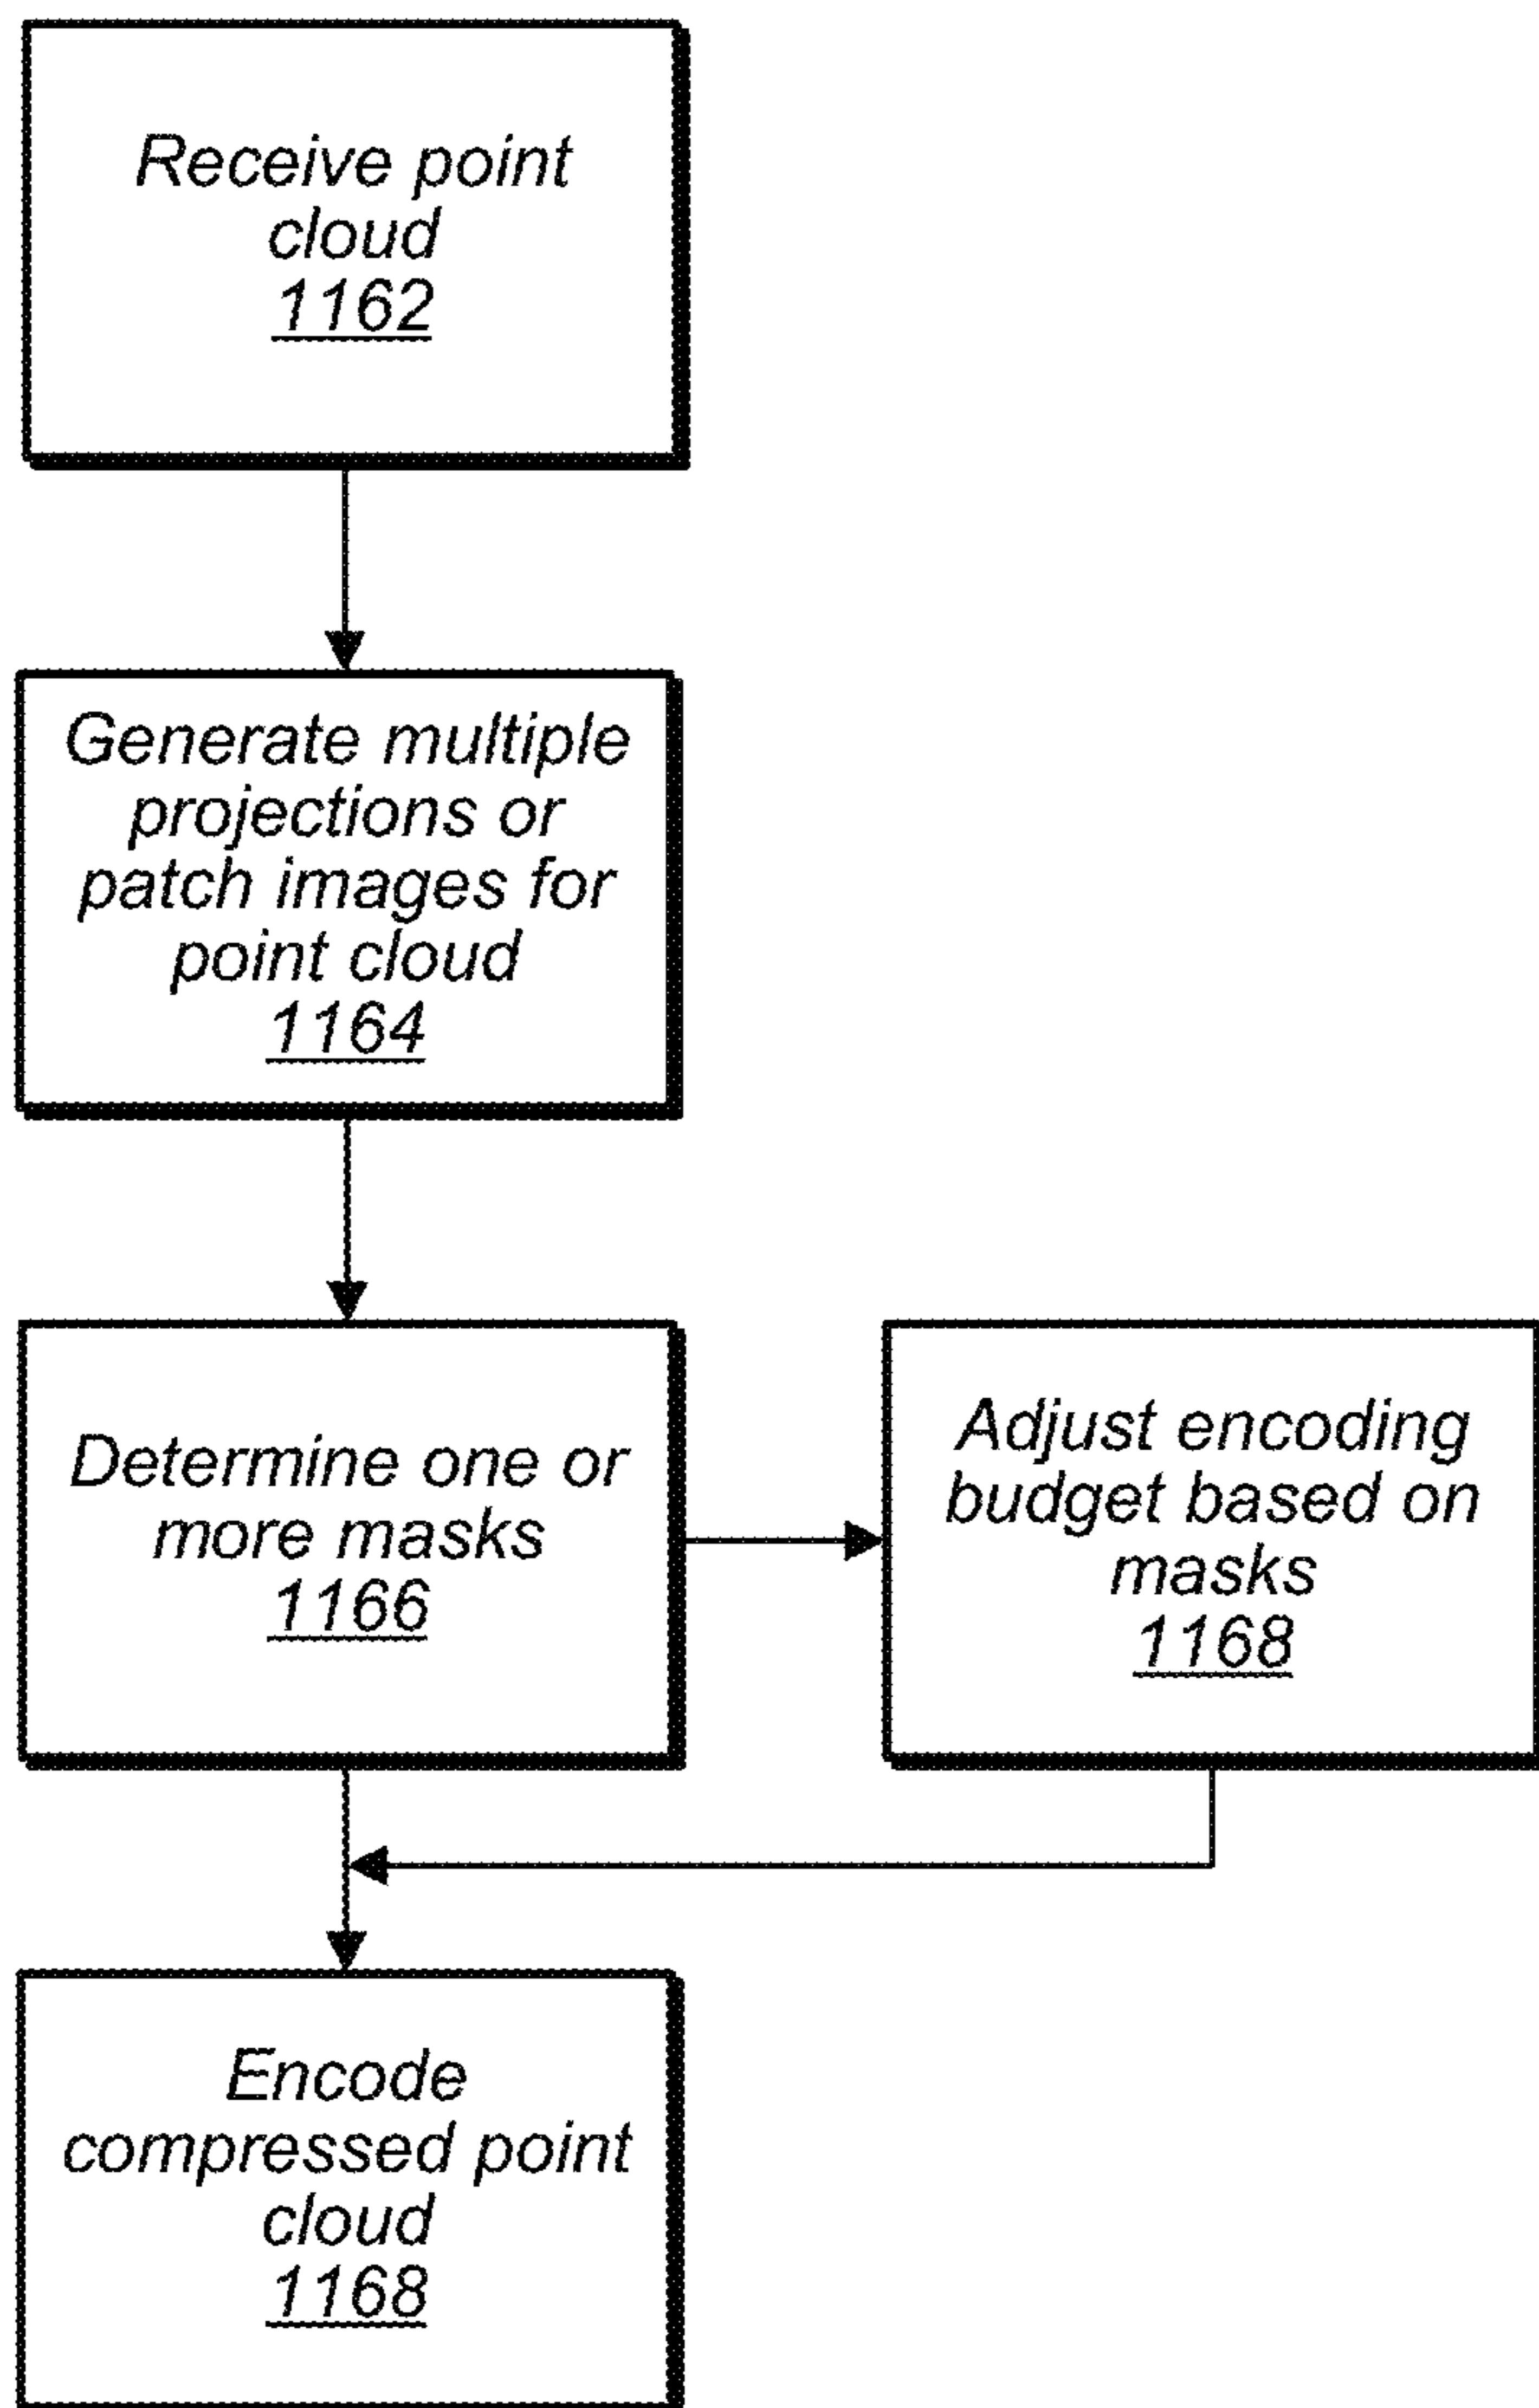 Receive point
cloud
1162
Generate multiple
projections or
patch images for
point cloud
1164
Determine one or
more masks
1166
Adjust encoding
budget based on
masks
1168
Encode
compressed point
cloud
1168